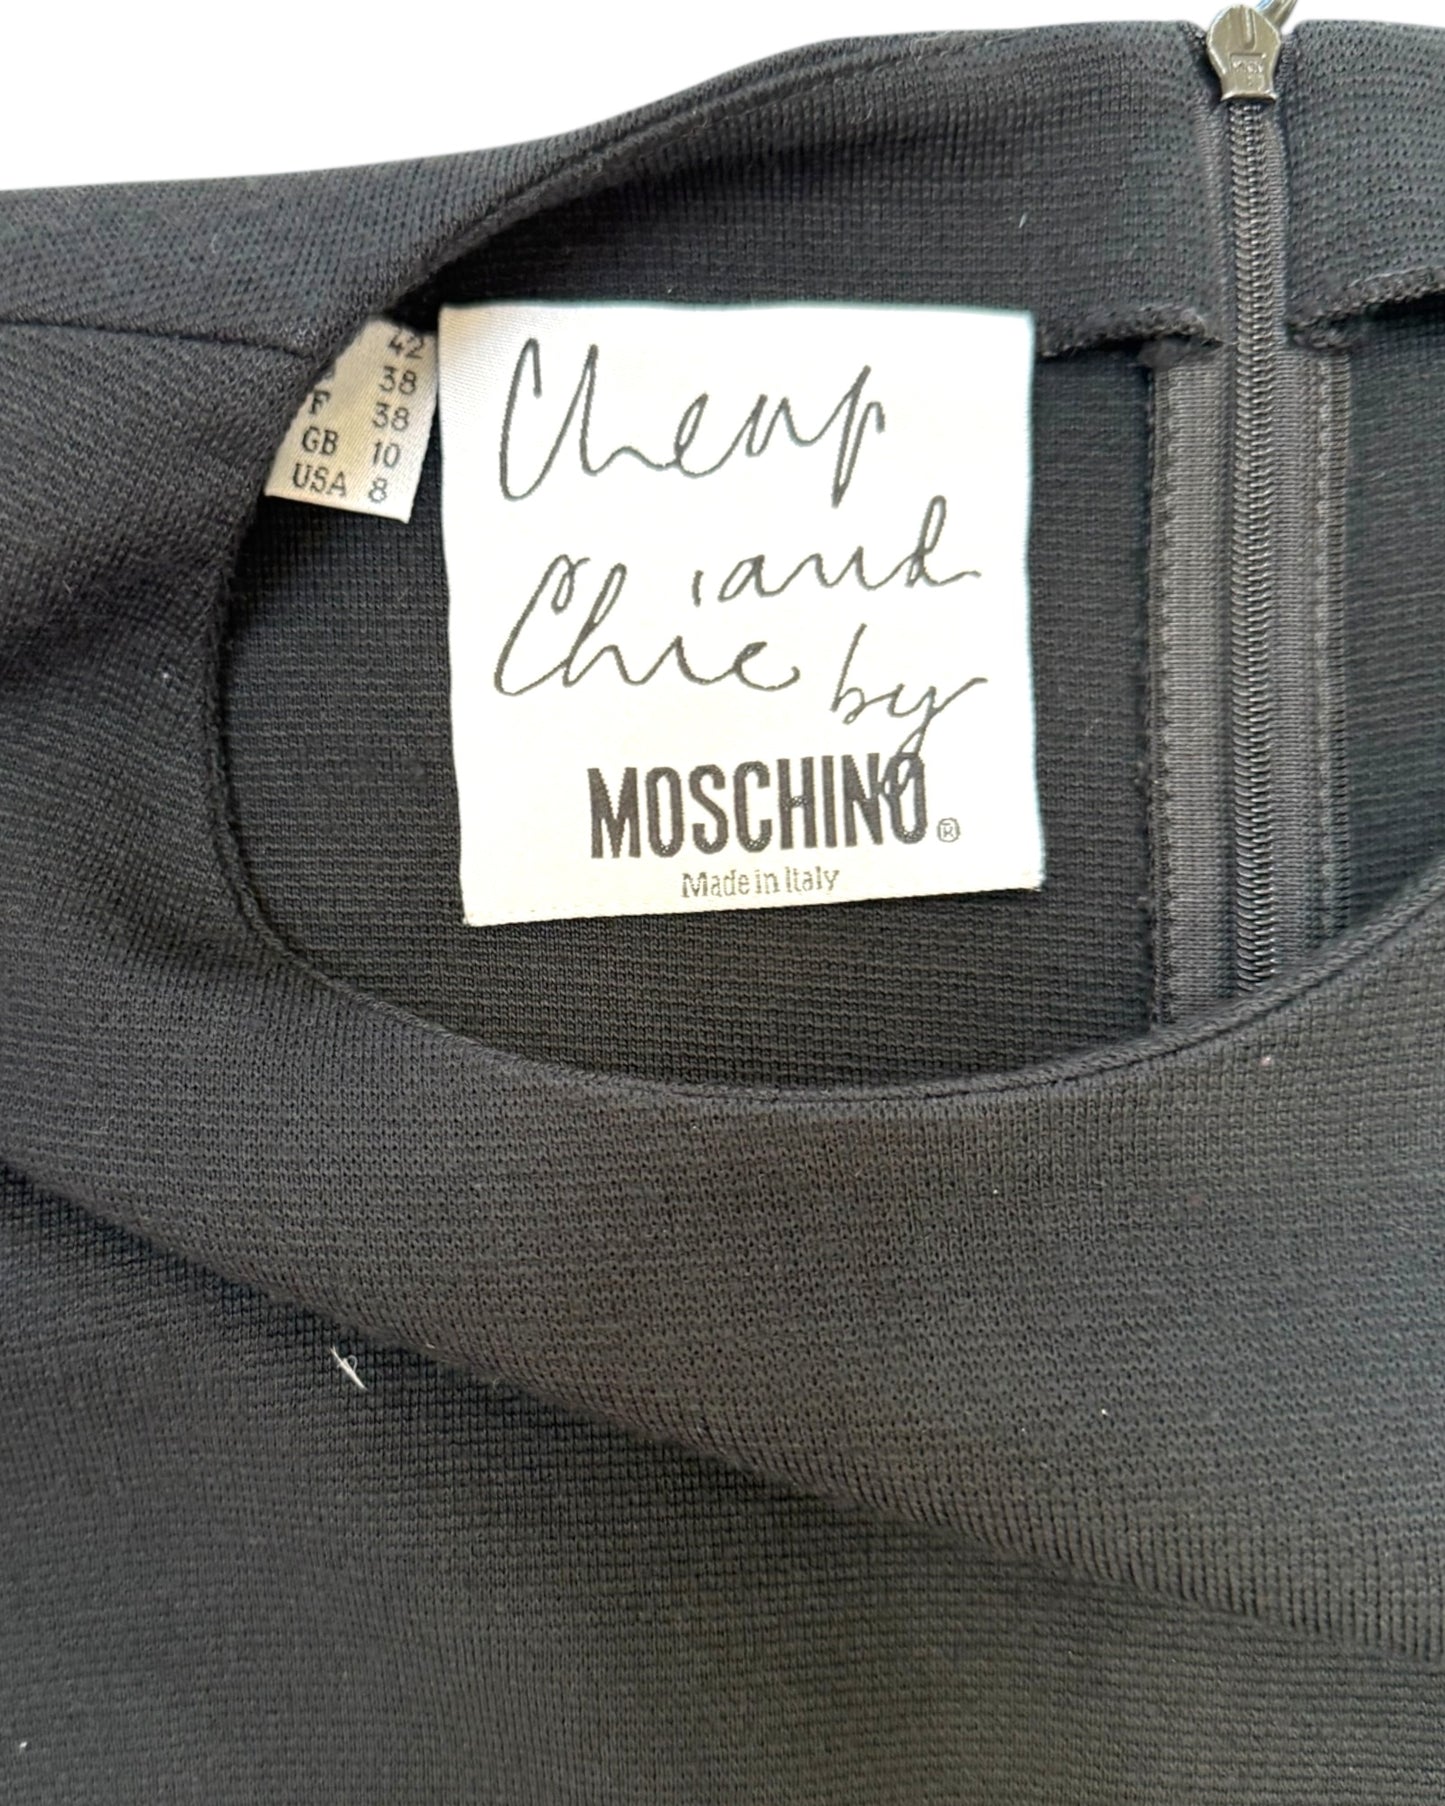 42
38
F 38
GB 10
USA 8
Cheap
and
Chic by
MOSCHINO®
Made in Italy